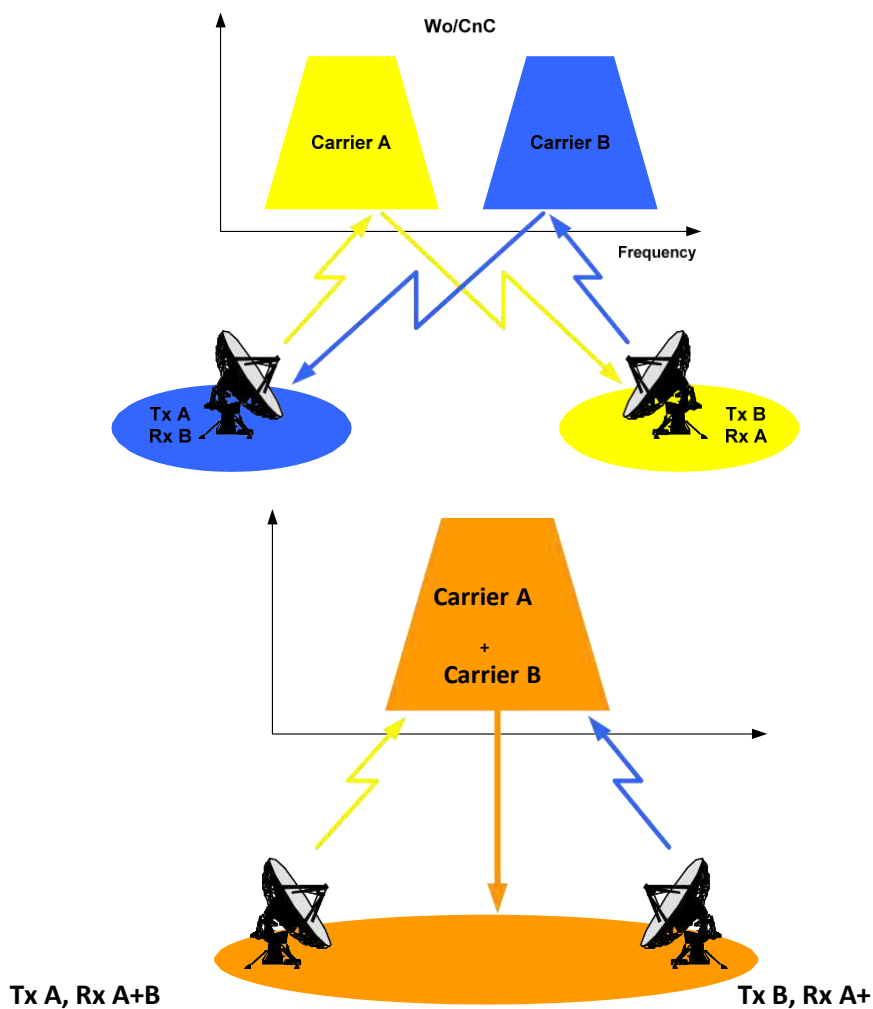 Wo/CnC
Carrier A
Carrier B
Frequency
Tx A
Rx B
Tx B
Rx A
Carrier A
+
Carrier B
Tx A, Rx A+B
Tx B, Rx A+